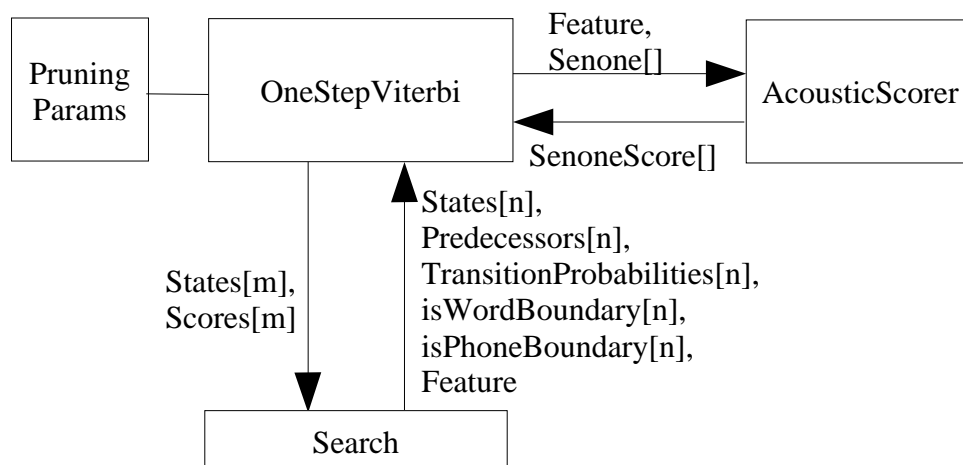 Pruning
Params
OneStepViterbi
Feature,
Senone[]
AcousticScorer
SenoneScore[]
States[m],
Scores[m]
States[n],
Predecessors[n],
TransitionProbabilities[n],
isWordBoundary[n],
isPhoneBoundary[n],
Feature
Search